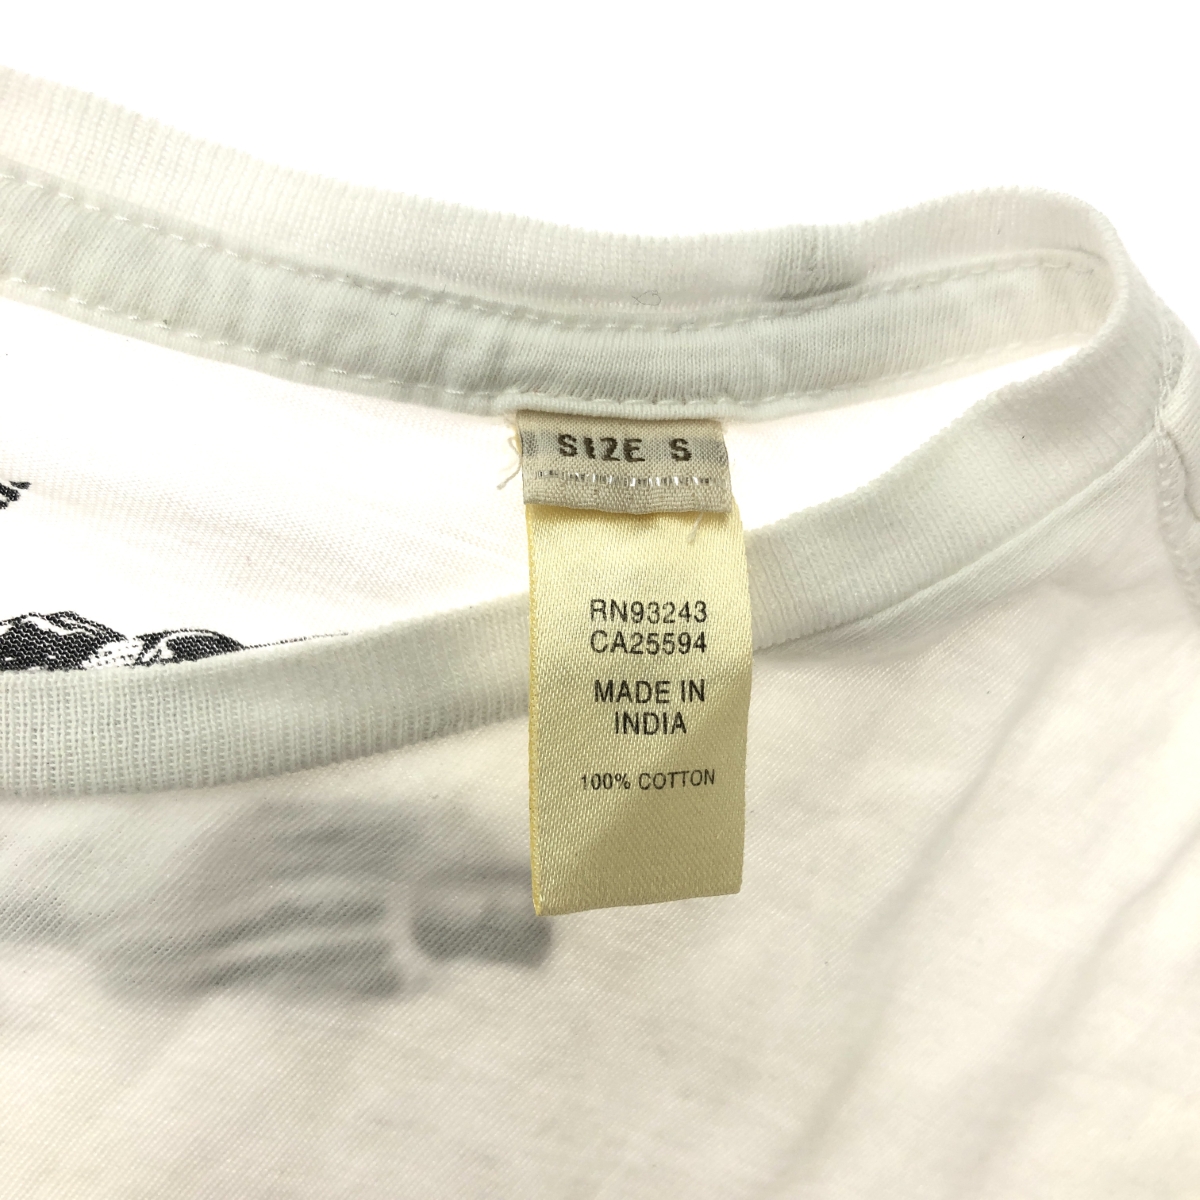 SIZE S
RN93243
CA25594
MADE IN
INDIA
100% COTTON